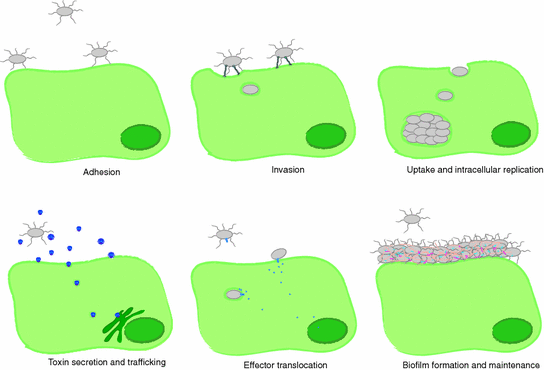 Adhesion
Invasion
Uptake and intracellular replication
Toxin secretion and trafficking
Effector translocation
Biofilm formation and maintenance